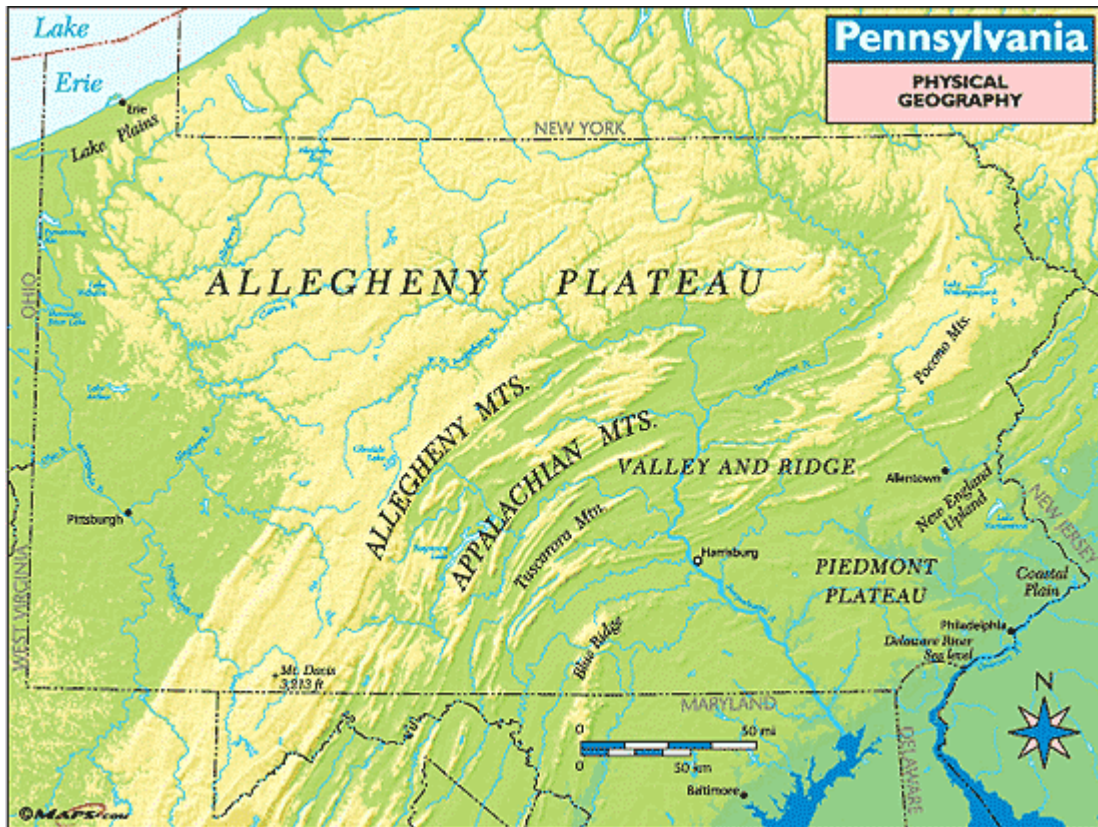 Lake
Erie
Pennsylvania
PHYSICAL
GEOGRAPHY
Erie
Lake Plains
NEW YORK
ALLEGHENY PLATEAU
OHIO
Pocono Mts.
ALLEGHENY MTS.
APPALACHIAN MTS.
VALLEY AND RIDGE
Allentown
New England
Upland
NEW JERSEY
Pittsburgh
Tuscarora Mtn.
Harrisburg
PIEDMONT
PLATEAU
Coastal
Plain
WEST VIRGINIA
Philadelphia
Delaware River
Sea level
Blue Ridge
Mt. Davis
3,213 ft
MARYLAND
DELAWARE
N
0 50 mi
0 50 km
Baltimore
©MAPS.com